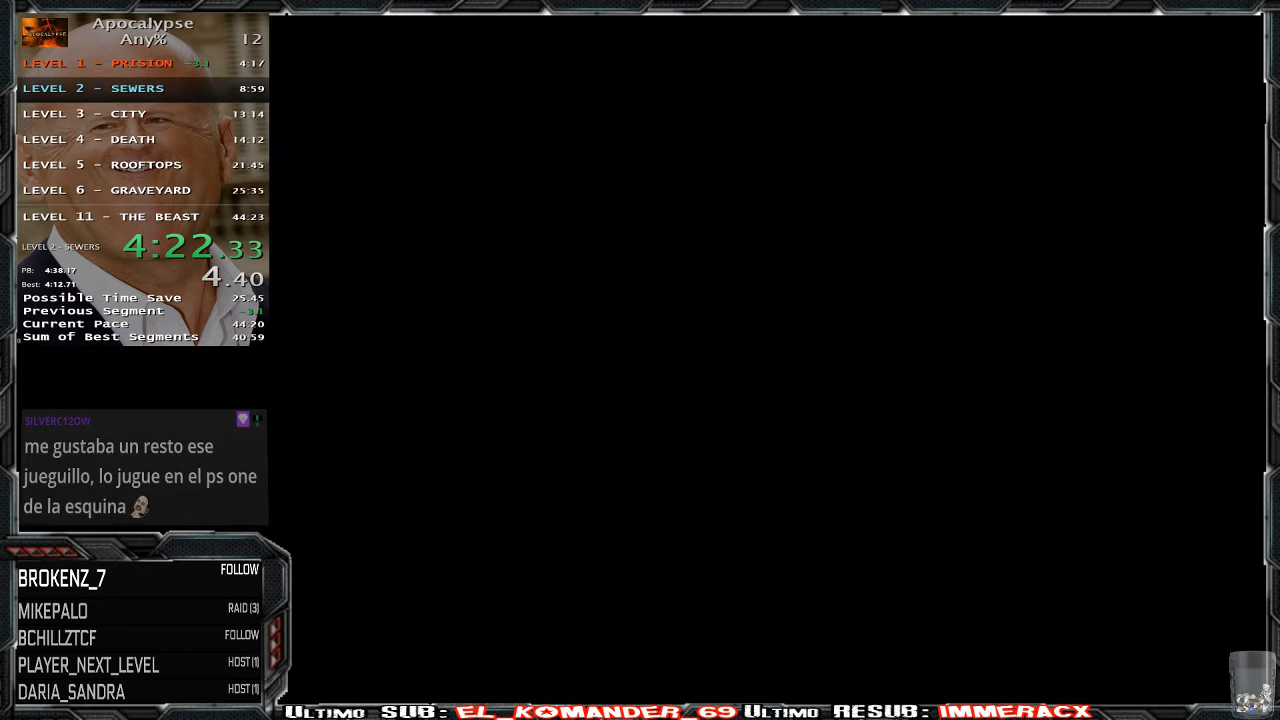 Apocalypse
Any% 12
LEVEL 1 - PRISION -3.1 4:17
LEVEL 2 - SEWERS 8:59
LEVEL 3 - CITY 13:14
LEVEL 4 - DEATH 14:12
LEVEL 5 - ROOFTOPS 21:45
LEVEL 6 - GRAVEYARD 25:35
LEVEL 11 - THE BEAST 44:23
LEVEL 2 - SEWERS 4:22.33
PB: 4:38.17 4.40
Best: 4:12.71
Possible Time Save 25.45
Previous Segment -3.1
Current Pace 44:20
Sum of Best Segments 40:59
SILVERC12OW
me gustaba un resto ese
jueguillo, lo jugue en el ps one
de la esquina
BROKENZ_7 FOLLOW
MIKEPALO RAID (3)
BCHILLZTCF FOLLOW
PLAYER_NEXT_LEVEL HOST (1)
DARIA_SANDRA HOST (1)
ULTIMO SUB: EL_KOMANDER_69 ULTIMO RESUB: IMMERACX